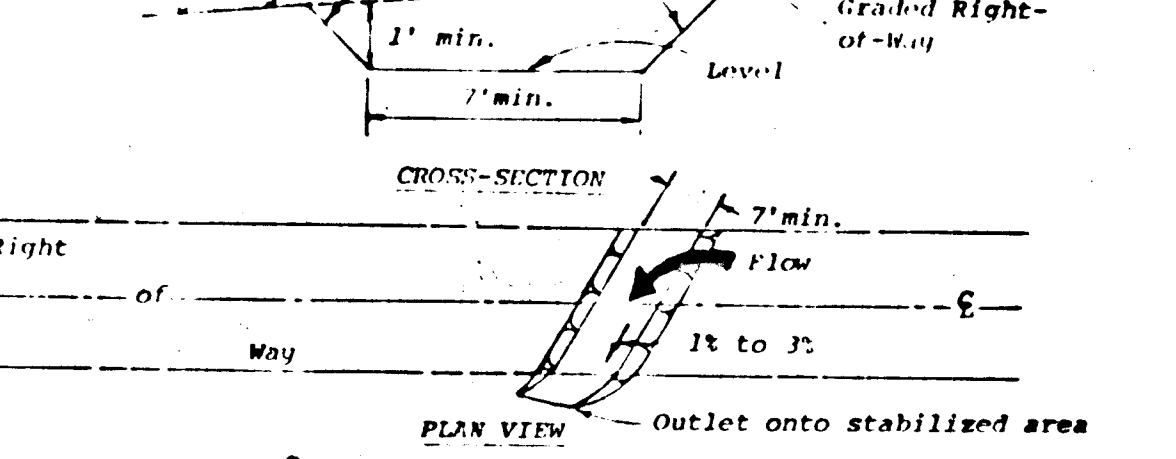 Graded Right-
of-Way
1' min.
Level
7'min.
CROSS-SECTION
7'min.
Right
Flow
of
℄
Way
1% to 3%
Outlet onto stabilized area
PLAN VIEW